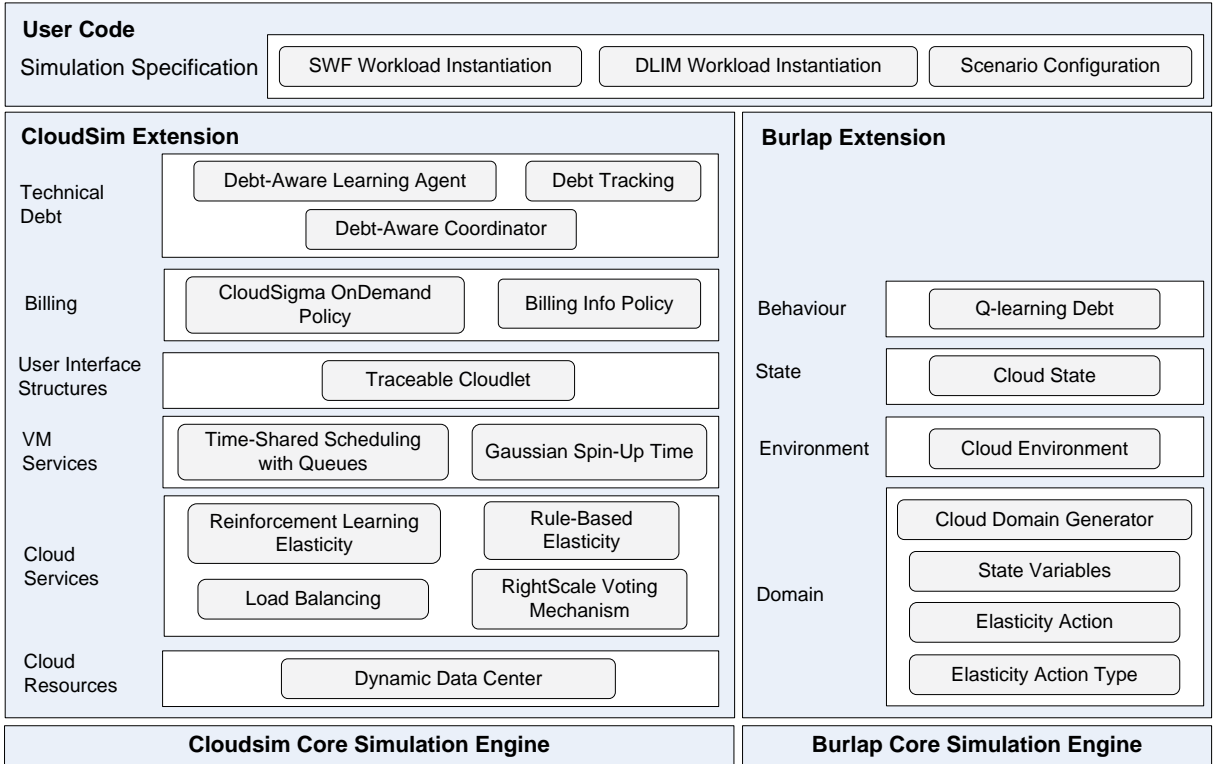 User Code
Simulation Specification
SWF Workload Instantiation
DLIM Workload Instantiation
Scenario Configuration
CloudSim Extension
Technical
Debt
Debt-Aware Learning Agent
Debt Tracking
Debt-Aware Coordinator
Billing
CloudSigma OnDemand
Policy
Billing Info Policy
User Interface
Structures
Traceable Cloudlet
VM
Services
Time-Shared Scheduling
with Queues
Gaussian Spin-Up Time
Cloud
Services
Reinforcement Learning
Elasticity
Rule-Based
Elasticity
Load Balancing
RightScale Voting
Mechanism
Cloud
Resources
Dynamic Data Center
Burlap Extension
Behaviour
Q-learning Debt
State
Cloud State
Environment
Cloud Environment
Domain
Cloud Domain Generator
State Variables
Elasticity Action
Elasticity Action Type
Cloudsim Core Simulation Engine
Burlap Core Simulation Engine